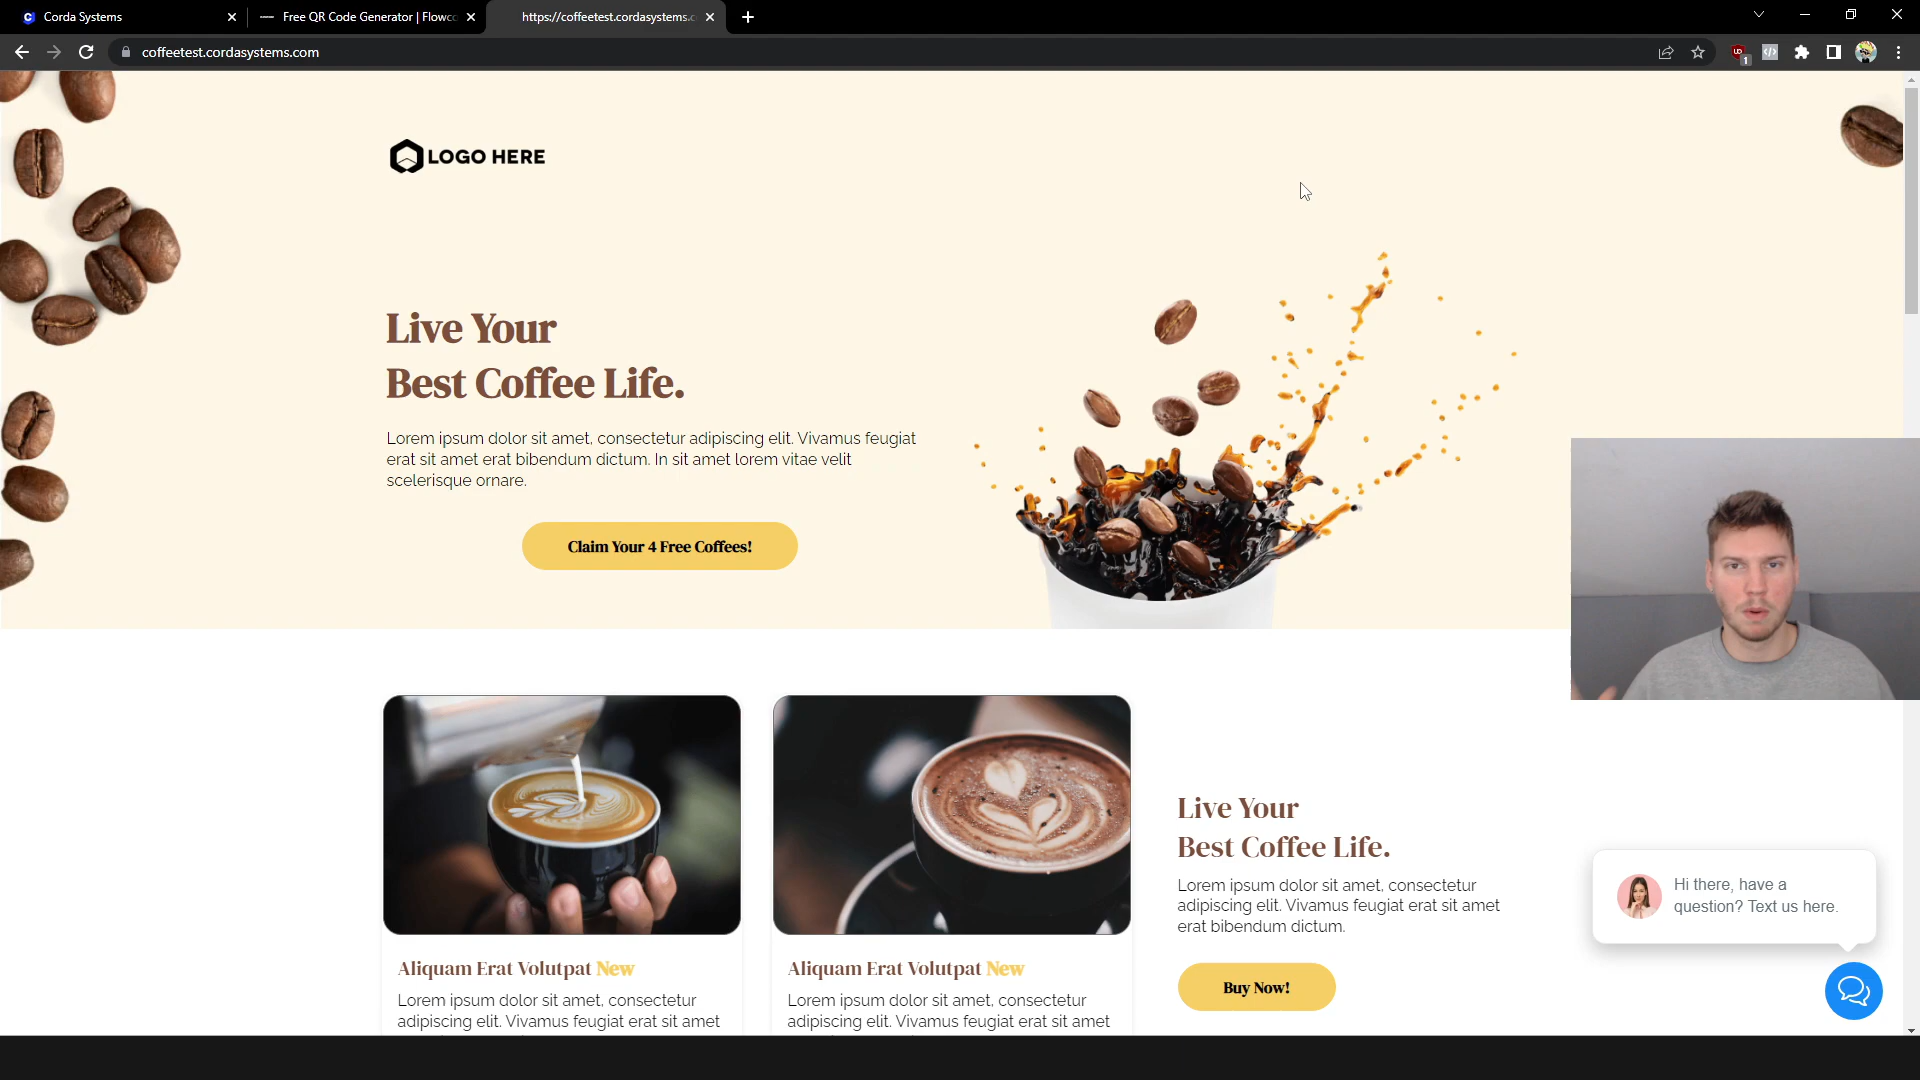 Corda Systems
Free QR Code Generator | Flowco
https://coffeetest.cordasystems.c
coffeetest.cordasystems.com
1
LOGO HERE
Live Your
Best Coffee Life.
Lorem ipsum dolor sit amet, consectetur adipiscing elit. Vivamus feugiat
erat sit amet erat bibendum dictum. In sit amet lorem vitae velit
scelerisque ornare.
Claim Your 4 Free Coffees!
Aliquam Erat Volutpat New
Lorem ipsum dolor sit amet, consectetur
adipiscing elit. Vivamus feugiat erat sit amet
Aliquam Erat Volutpat New
Lorem ipsum dolor sit amet, consectetur
adipiscing elit. Vivamus feugiat erat sit amet
Live Your
Best Coffee Life.
Lorem ipsum dolor sit amet, consectetur
adipiscing elit. Vivamus feugiat erat sit amet
erat bibendum dictum.
Buy Now!
Hi there, have a
question? Text us here.